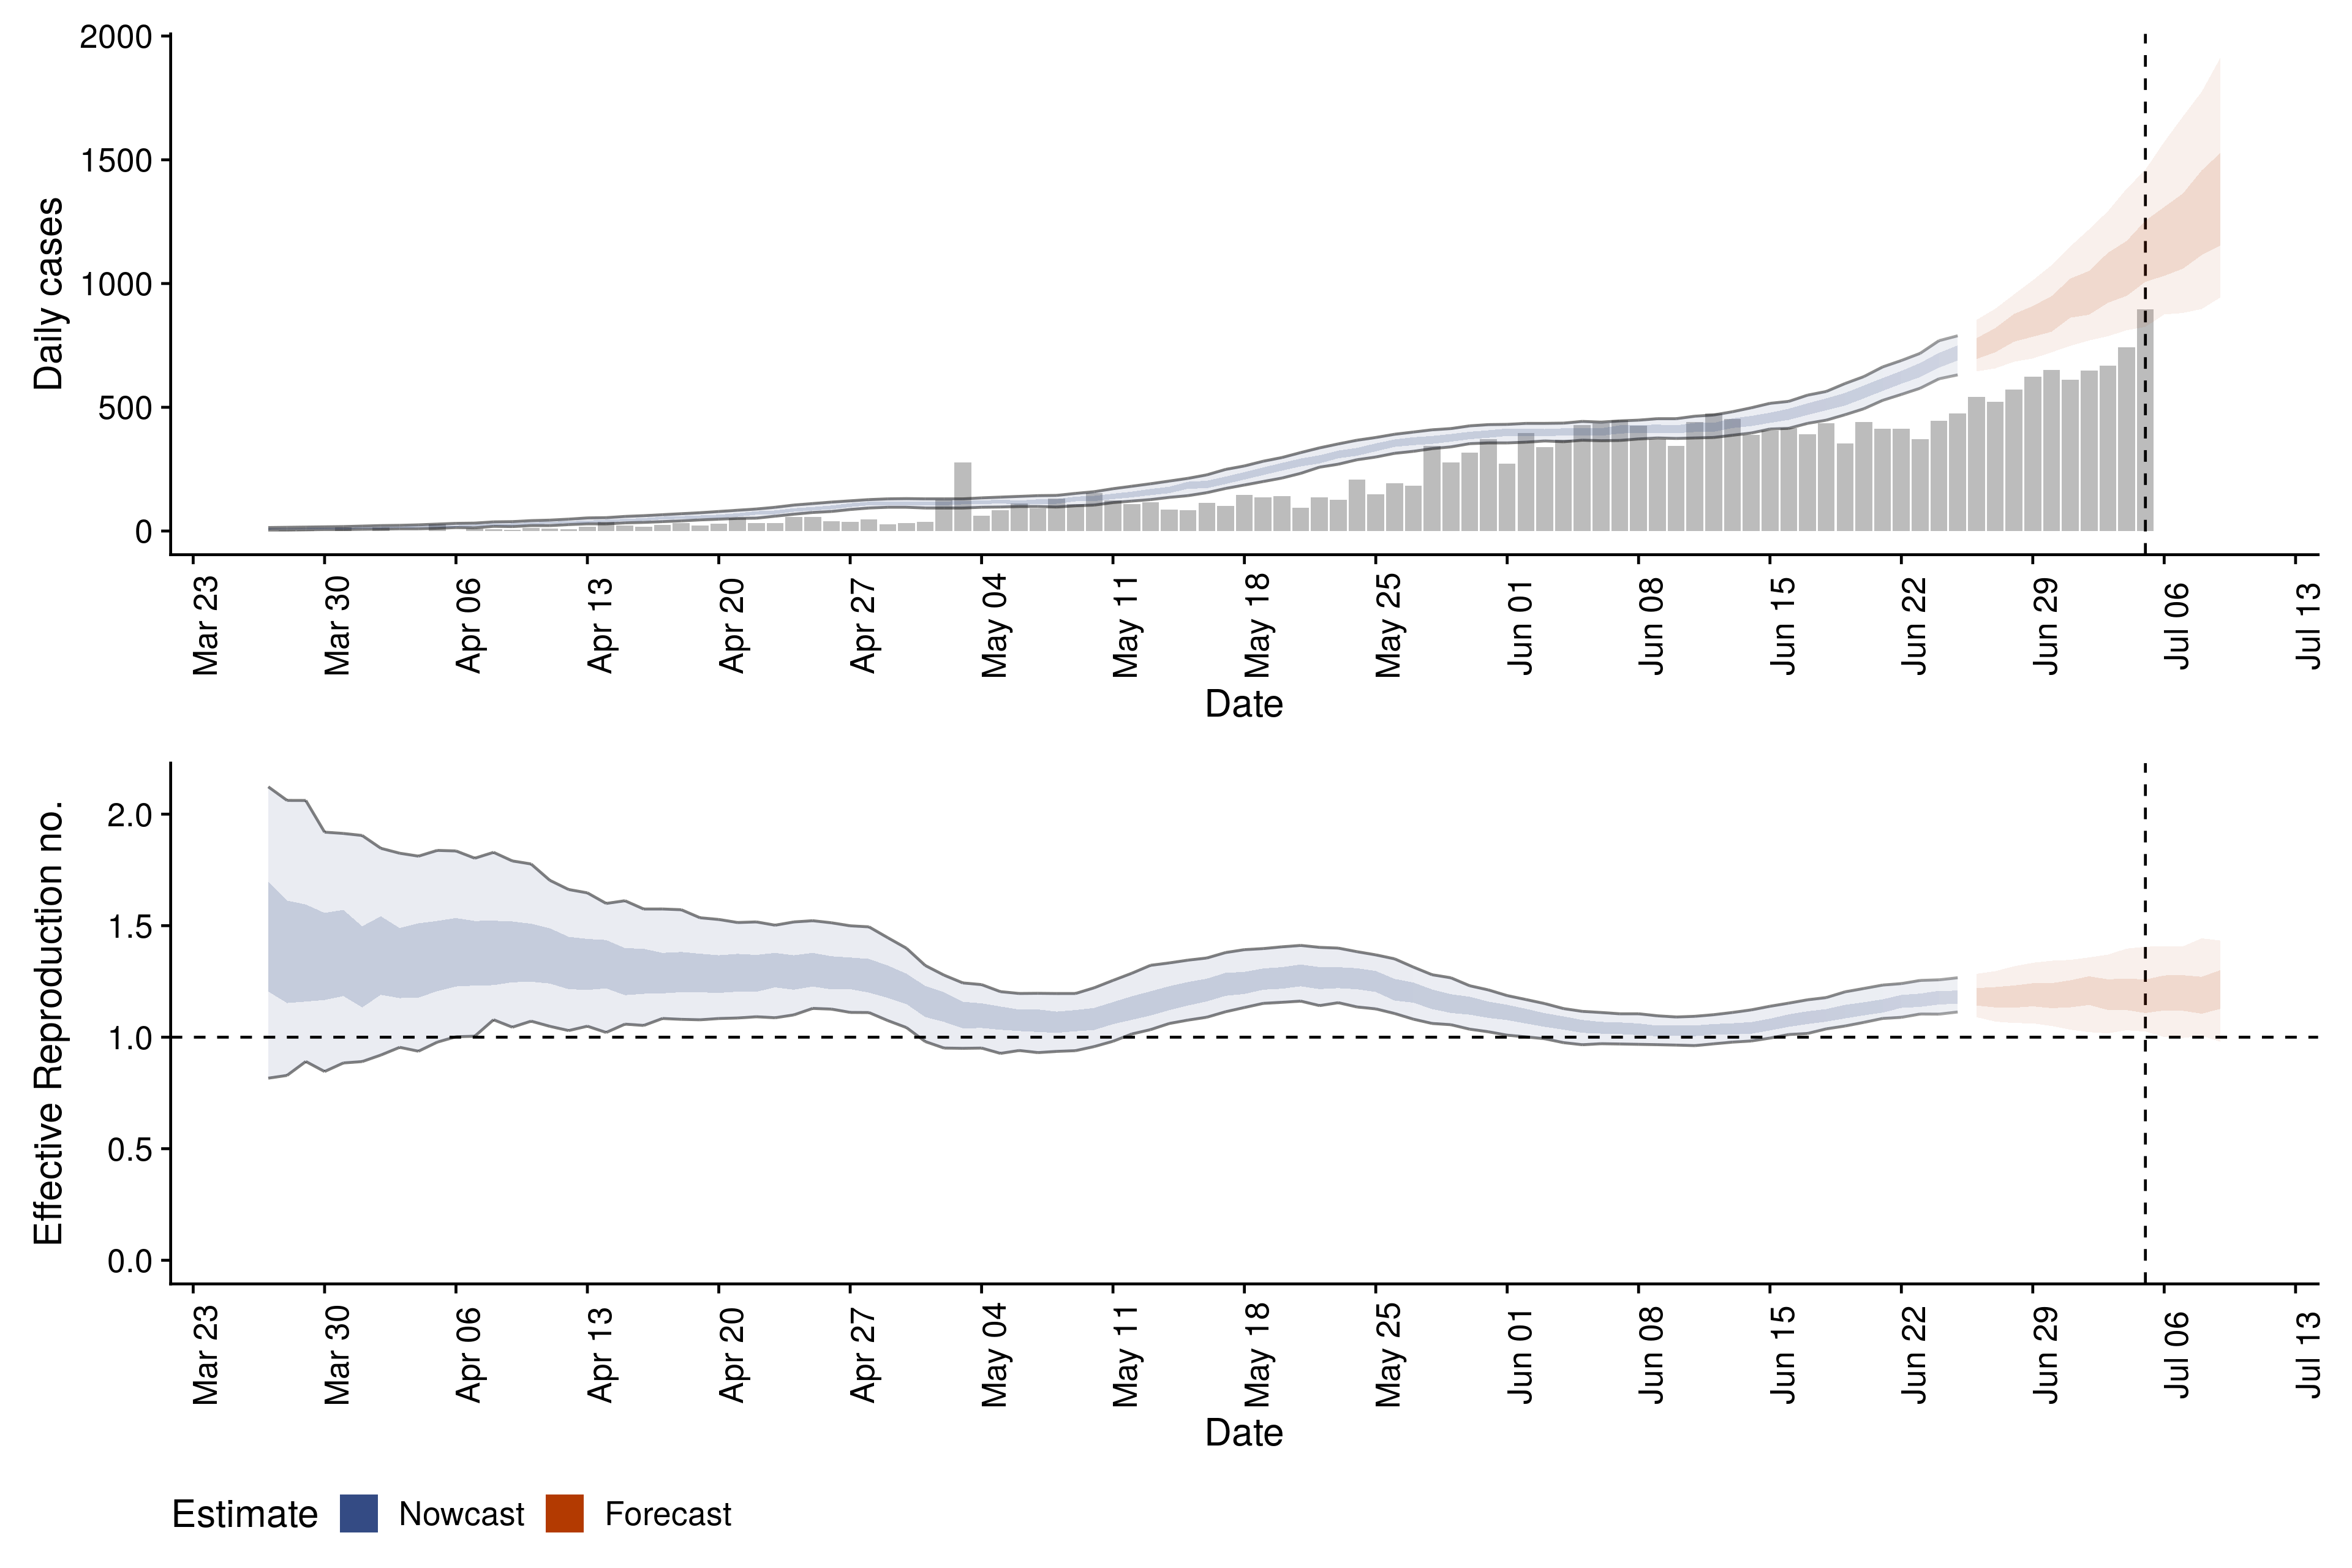 2000
1500
1000
500
0
Daily cases
Mar 23
Mar 30
Apr 06
Apr 13
Apr 20
Apr 27
May 04
May 11
May 18
May 25
Jun 01
Jun 08
Jun 15
Jun 22
Jun 29
Jul 06
Jul 13
Date
2.0
1.5
1.0
0.5
0.0
Effective Reproduction no.
Mar 23
Mar 30
Apr 06
Apr 13
Apr 20
Apr 27
May 04
May 11
May 18
May 25
Jun 01
Jun 08
Jun 15
Jun 22
Jun 29
Jul 06
Jul 13
Date
Estimate Nowcast Forecast